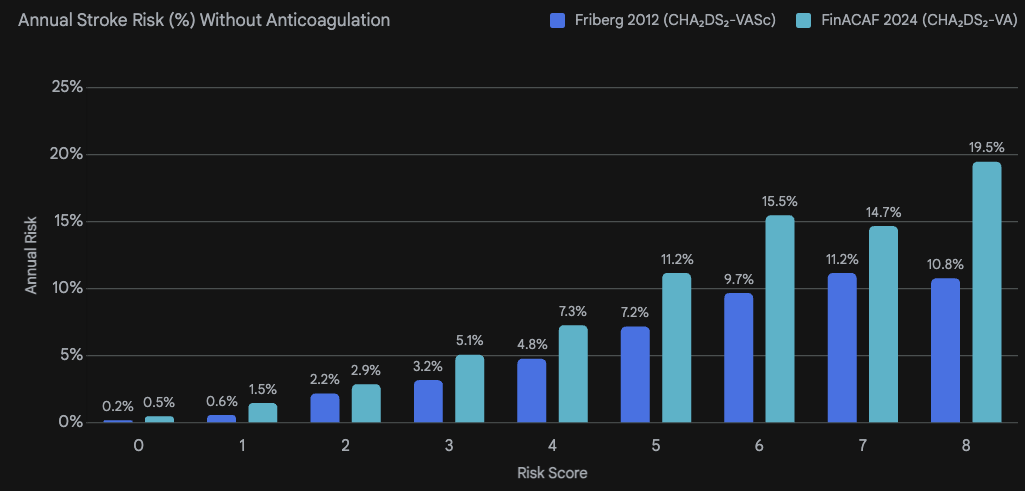 Annual Stroke Risk (%) Without Anticoagulation
Friberg 2012 (CHA₂DS₂-VASc)
FinACAF 2024 (CHA₂DS₂-VA)
Annual Risk
25%
20%
15%
10%
5%
0%
0.2% 0.5%
0.6% 1.5%
2.2% 2.9%
3.2% 5.1%
4.8% 7.3%
7.2% 11.2%
9.7% 15.5%
11.2% 14.7%
10.8% 19.5%
0 1 2 3 4 5 6 7 8
Risk Score